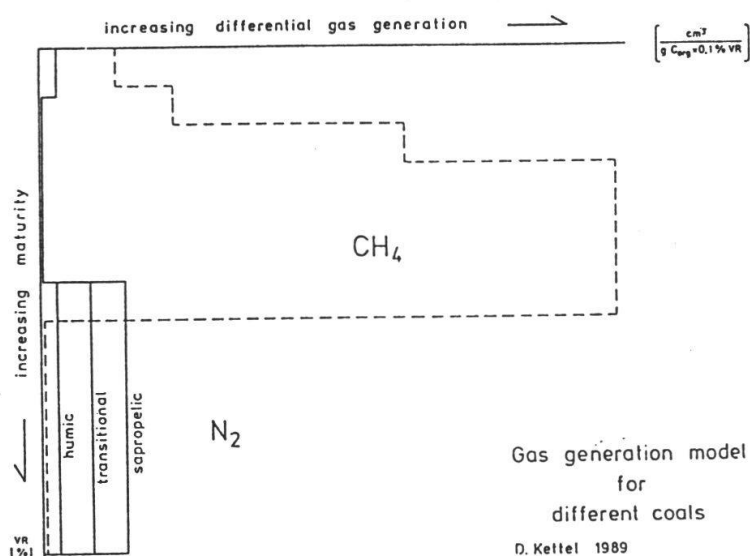 increasing differential gas generation
cm³
g Corg=0,1% VR
increasing maturity
CH₄
humic
transitional
sapropelic
N₂
Gas generation model
for
different coals
VR
[%]
D. Kettel 1989